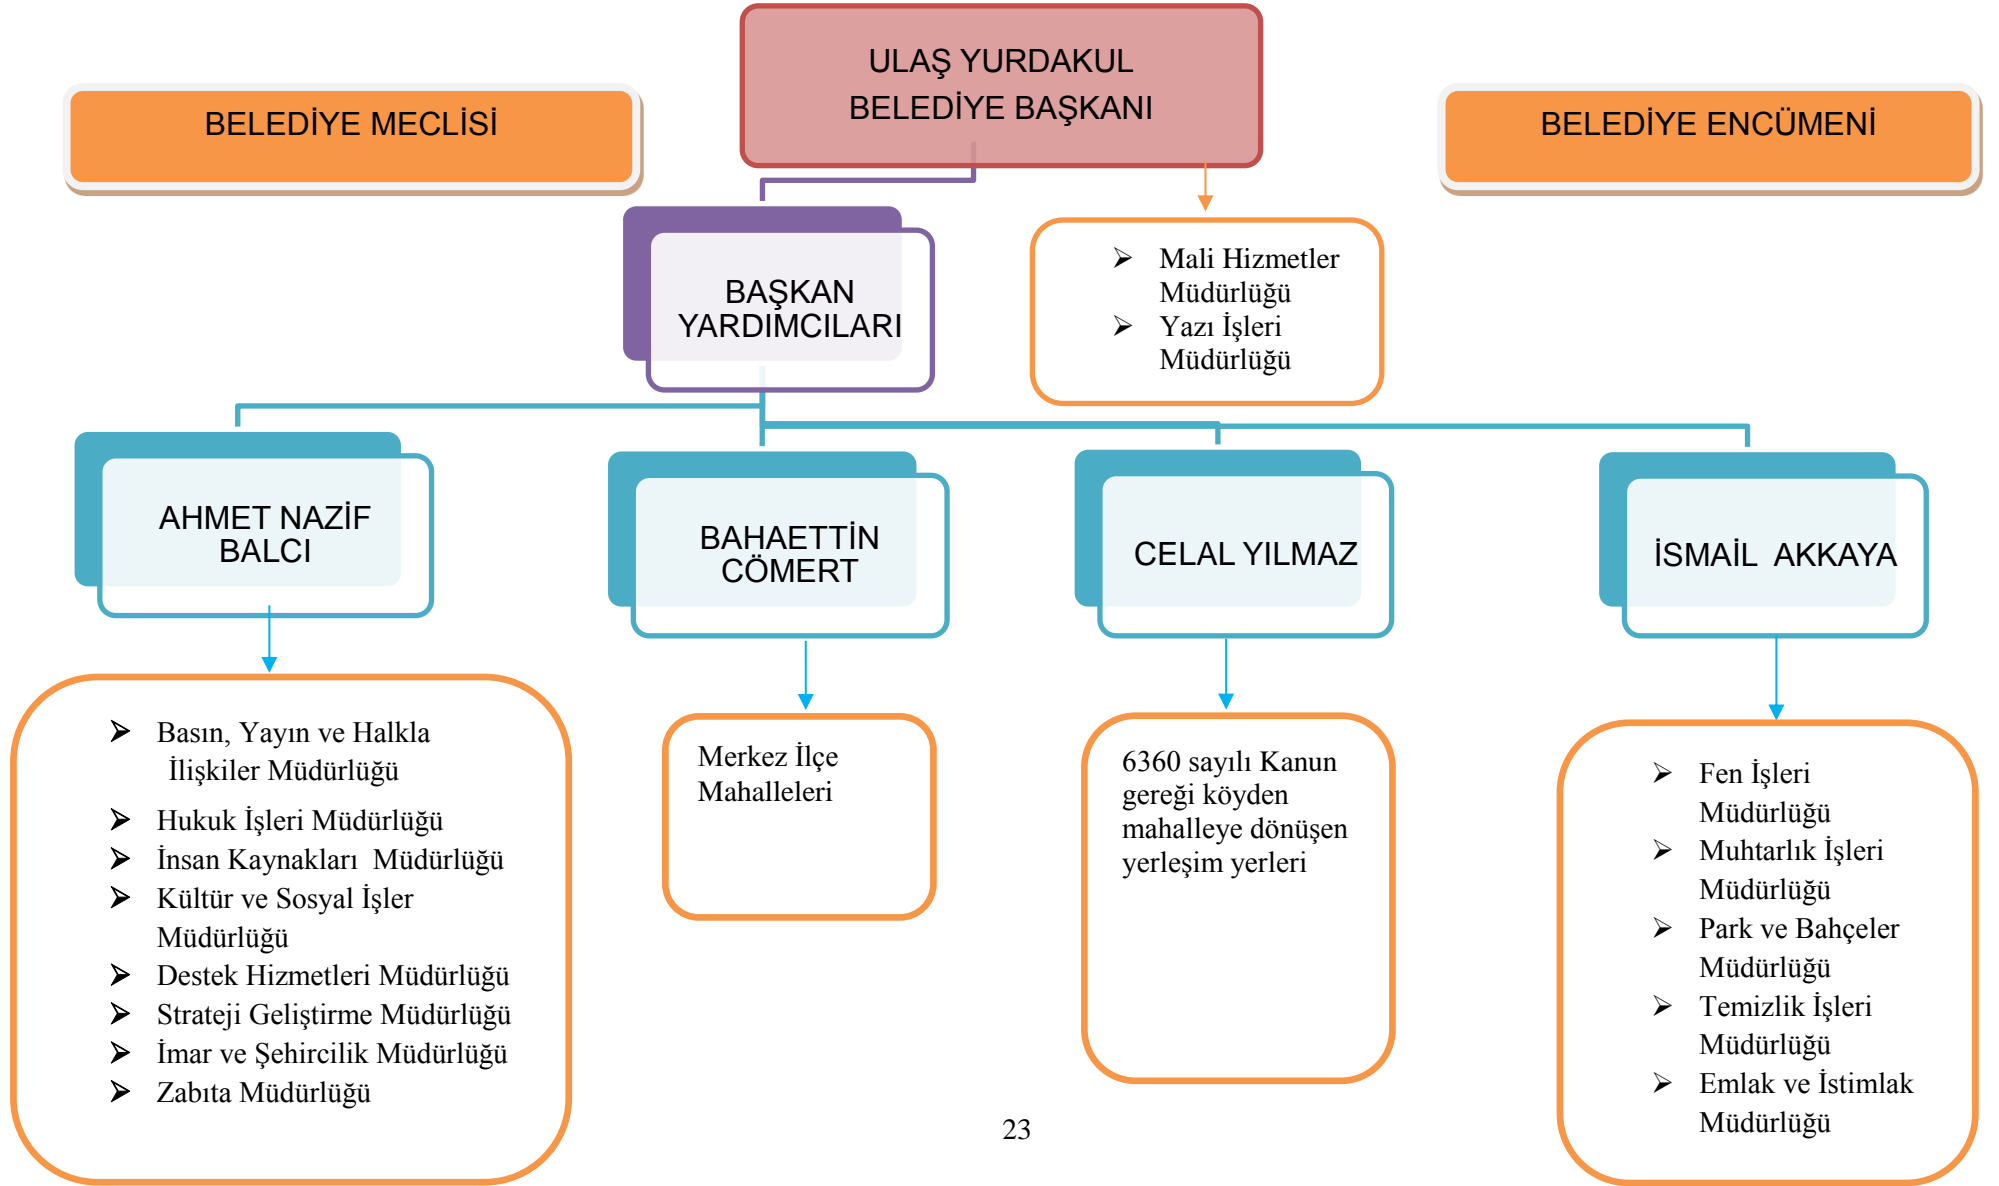 ULAŞ YURDAKUL
BELEDİYE BAŞKANI
BELEDİYE MECLİSİ
BELEDİYE ENCÜMENİ
BAŞKAN
YARDIMCILARI
➢ Mali Hizmetler
Müdürlüğü
➢ Yazı İşleri
Müdürlüğü
AHMET NAZİF
BALCI
BAHAETTİN
CÖMERT
CELAL YILMAZ
İSMAİL  AKKAYA
➢ Basın, Yayın ve Halkla
İlişkiler Müdürlüğü
➢ Hukuk İşleri Müdürlüğü
➢ İnsan Kaynakları  Müdürlüğü
➢ Kültür ve Sosyal İşler
Müdürlüğü
➢ Destek Hizmetleri Müdürlüğü
➢ Strateji Geliştirme Müdürlüğü
➢ İmar ve Şehircilik Müdürlüğü
➢ Zabıta Müdürlüğü
Merkez İlçe
Mahalleleri
6360 sayılı Kanun
gereği köyden
mahalleye dönüşen
yerleşim yerleri
➢ Fen İşleri
Müdürlüğü
➢ Muhtarlık İşleri
Müdürlüğü
➢ Park ve Bahçeler
Müdürlüğü
➢ Temizlik İşleri
Müdürlüğü
➢ Emlak ve İstimlak
Müdürlüğü
23